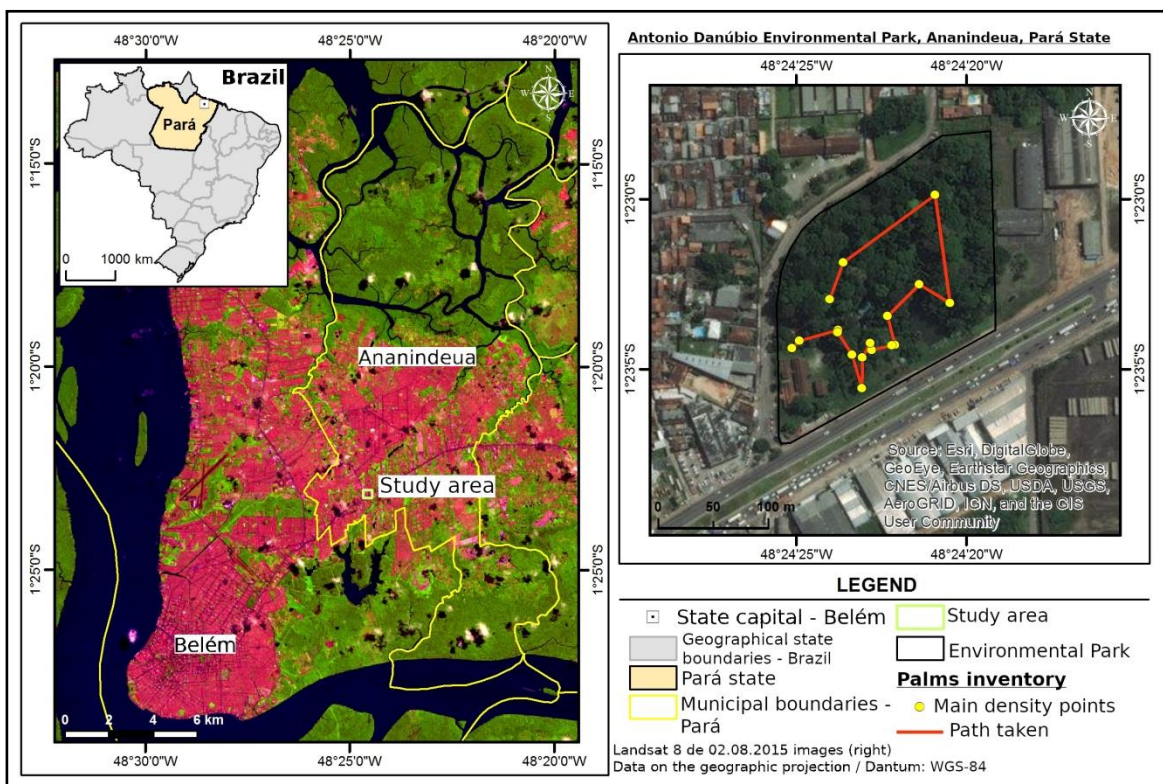 48°30'0"W
48°25'0"W
48°20'0"W
Brazil
Pará
0 1000 km
N
W E
S
1°15'0"S
1°15'0"S
1°20'0"S
1°20'0"S
1°25'0"S
1°25'0"S
Ananindeua
Study area
Belém
0 2 4 6 km
48°30'0"W
48°25'0"W
48°20'0"W
Antonio Danúbio Environmental Park, Ananindeua, Pará State
48°24'25"W
48°24'20"W
N
W E
S
1°23'0"S
1°23'0"S
1°23'5"S
1°23'5"S
Source: Esri, DigitalGlobe,
GeoEye, Earthstar Geographics,
CNES/Airbus DS, USDA, USGS,
AeroGRID, IGN, and the GIS
User Community
0 50 100 m
48°24'25"W
48°24'20"W
LEGEND
State capital - Belém
Geographical state
boundaries - Brazil
Pará state
Municipal boundaries -
Pará
Study area
Environmental Park
Palms inventory
Main density points
Path taken
Landsat 8 de 02.08.2015 images (right)
Data on the geographic projection / Dantum: WGS-84